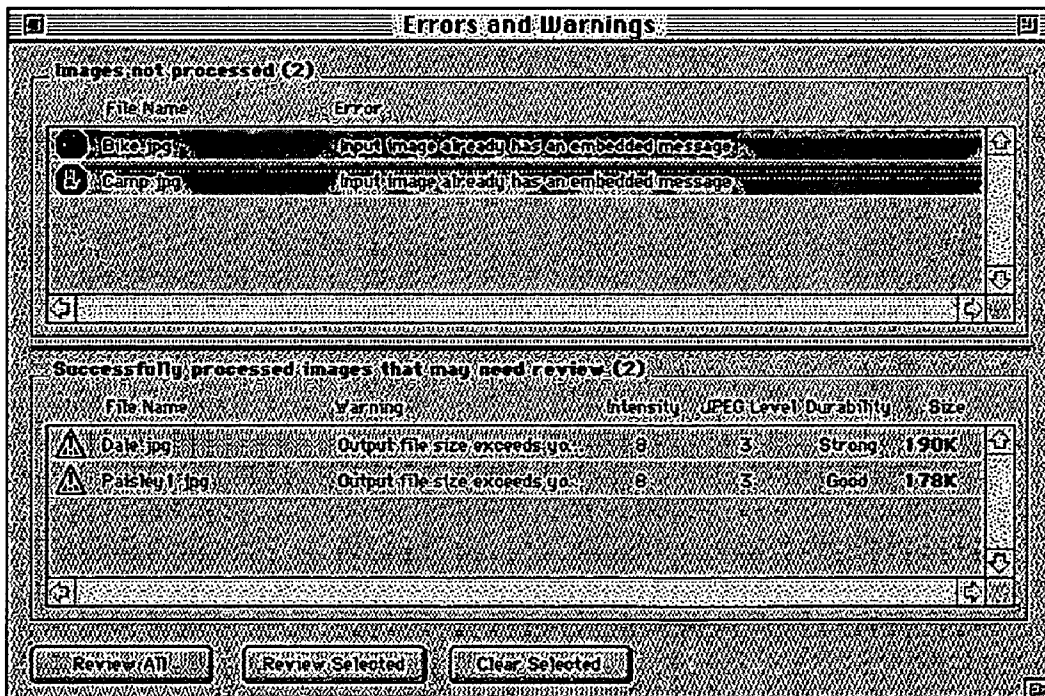 Errors and Warnings
Images not processed (2)
File Name Error
Bike.jpg Input image already has an embedded message
Camp.jpg Input image already has an embedded message
Successfully processed images that may need review (2)
File Name Warning Intensity JPEG Level Durability Size
Dale.jpg Output file size exceeds yo... 8 3 Strong 190K
Paisley1.jpg Output file size exceeds yo... 8 3 Good 178K
Review All Review Selected Clear Selected